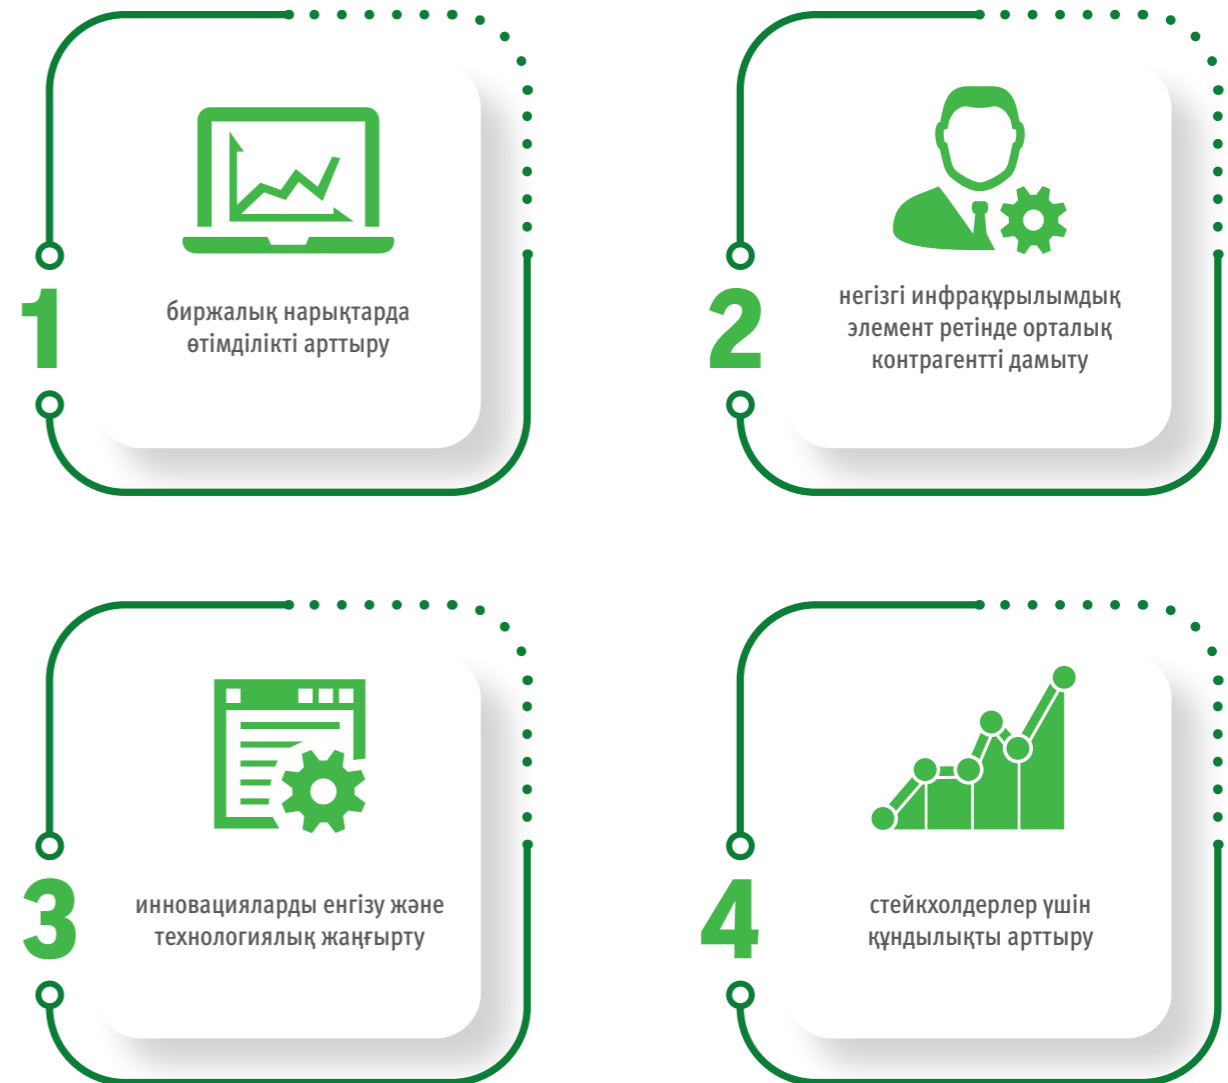 1
биржалық нарықтарда
өтімділікті арттыру
2
негізгі инфрақұрылымдық
элемент ретінде орталық
контрагентті дамыту
3
инновацияларды енгізу және
технологиялық жаңғырту
4
стейкхолдерлер үшін
құндылықты арттыру